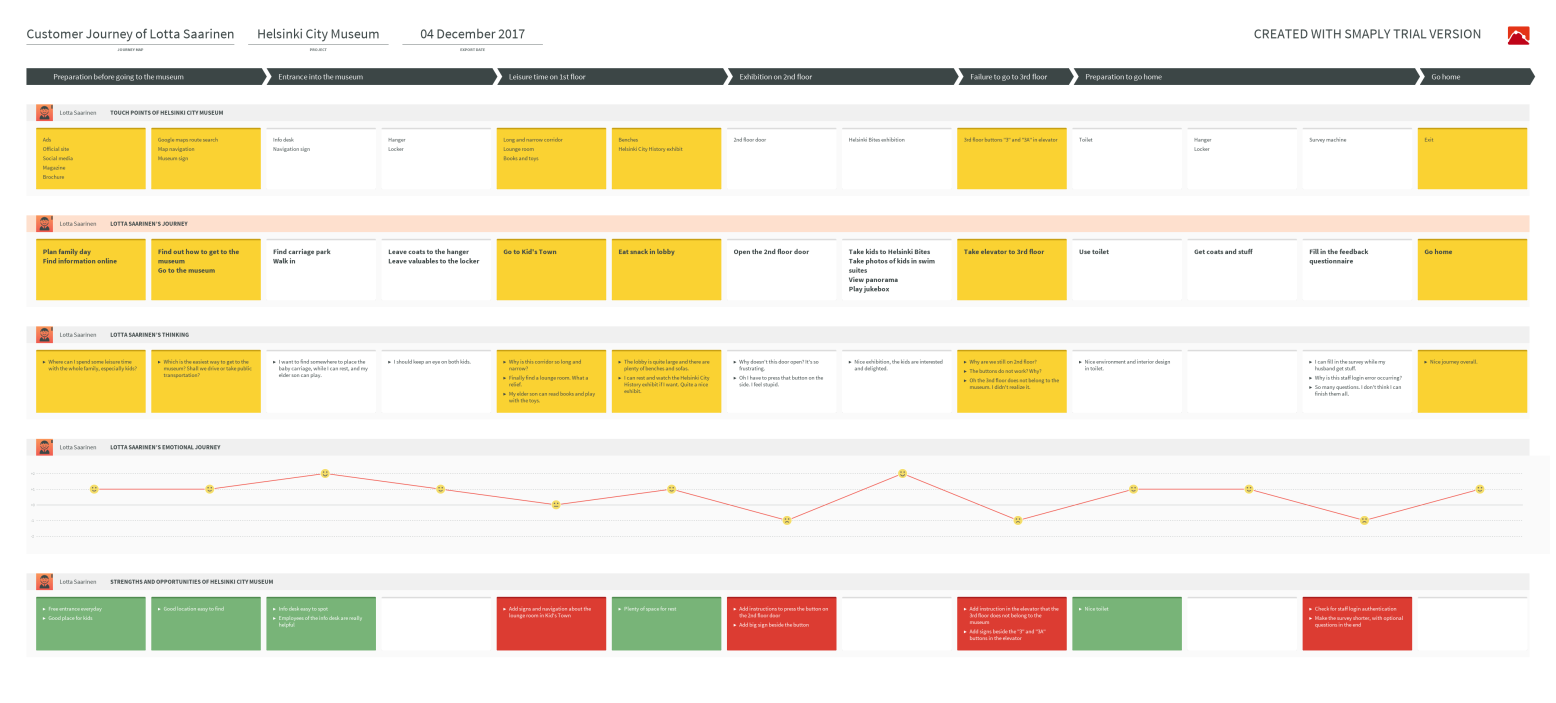 Customer Journey of Lotta Saarinen
Helsinki City Museum
04 December 2017
CREATED WITH SMAPLY TRIAL VERSION
JOURNEY MAP
PROJECT
EXPORT DATE
Preparation before going to the museum
Entrance into the museum
Leisure time on 1st floor
Exhibition on 2nd floor
Failure to go to 3rd floor
Preparation to go home
Go home
Lotta Saarinen
TOUCH POINTS OF HELSINKI CITY MUSEUM
Ads
Official site
Social media
Magazine
Brochure
Google maps route search
Map navigation
Museum sign
Info desk
Navigation sign
Hanger
Locker
Long and narrow corridor
Lounge room
Books and toys
Benches
Helsinki City History exhibit
2nd floor door
Helsinki Bites exhibition
3rd floor buttons "3" and "3A" in elevator
Toilet
Hanger
Locker
Survey machine
Exit
Lotta Saarinen
LOTTA SAARINEN'S JOURNEY
Plan family day
Find information online
Find out how to get to the
museum
Go to the museum
Find carriage park
Walk in
Leave coats to the hanger
Leave valuables to the locker
Go to Kid's Town
Eat snack in lobby
Open the 2nd floor door
Take kids to Helsinki Bites
Take photos of kids in swim
suites
View panorama
Play jukebox
Take elevator to 3rd floor
Use toilet
Get coats and stuff
Fill in the feedback
questionnaire
Go home
Lotta Saarinen
LOTTA SAARINEN'S THINKING
► Where can I spend some leisure time
with the whole family, especially kids?
► Which is the easiest way to get to the
museum? Shall we drive or take public
transportation?
► I want to find somewhere to place the
baby carriage, while I can rest, and my
elder son can play.
► I should keep an eye on both kids.
► Why is this corridor so long and
narrow?
► Finally find a lounge room. What a
relief.
► My elder son can read books and play
with the toys.
► The lobby is quite large and there are
plenty of benches and sofas.
► I can rest and watch the Helsinki City
History exhibit if I want. Quite a nice
exhibit.
► Why doesn't this door open? It's so
frustrating.
► Oh I have to press that button on the
side. I feel stupid.
► Nice exhibition, the kids are interested
and delighted.
► Why are we still on 2nd floor?
► The buttons do not work? Why?
► Oh the 3rd floor does not belong to the
museum. I didn't realize it.
► Nice environment and interior design
in toilet.
► I can fill in the survey while my
husband get stuff.
► Why is this staff login error occurring?
► So many questions. I don't think I can
finish them all.
► Nice journey overall.
Lotta Saarinen
LOTTA SAARINEN'S EMOTIONAL JOURNEY
Lotta Saarinen
STRENGTHS AND OPPORTUNITIES OF HELSINKI CITY MUSEUM
► Free entrance everyday
► Good place for kids
► Good location easy to find
► Info desk easy to spot
► Employees of the info desk are really
helpful
► Add signs and navigation about the
lounge room in Kid's Town
► Plenty of space for rest
► Add instructions to press the button on
the 2nd floor door
► Add big sign beside the button
► Add instruction in the elevator that the
3rd floor does not belong to the
museum
► Add signs beside the "3" and "3A"
buttons in the elevator
► Nice toilet
► Check for staff login authentication
► Make the survey shorter, with optional
questions in the end